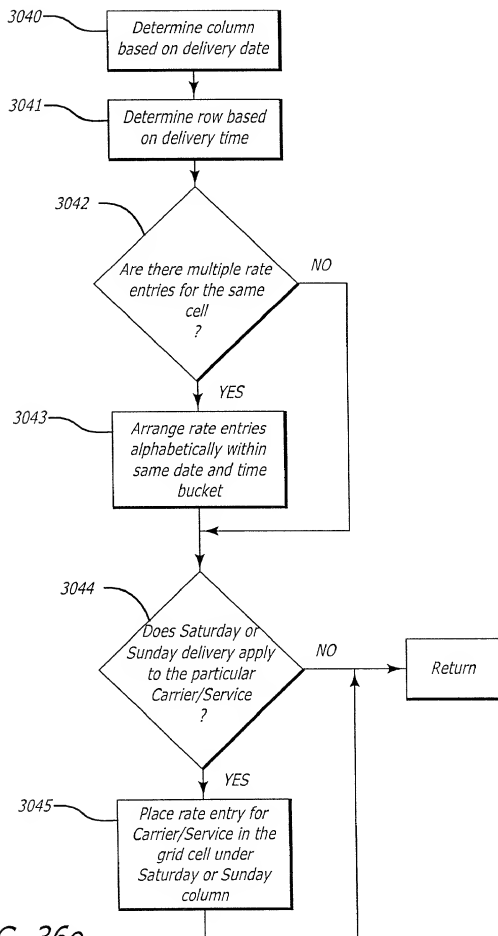 3040
Determine column
based on delivery date
3041
Determine row based
on delivery time
3042
Are there multiple rate
entries for the same
cell
?
NO
YES
3043
Arrange rate entries
alphabetically within
same date and time
bucket
3044
Does Saturday or
Sunday delivery apply
to the particular
Carrier/Service
?
NO
Return
YES
3045
Place rate entry for
Carrier/Service in the
grid cell under
Saturday or Sunday
column